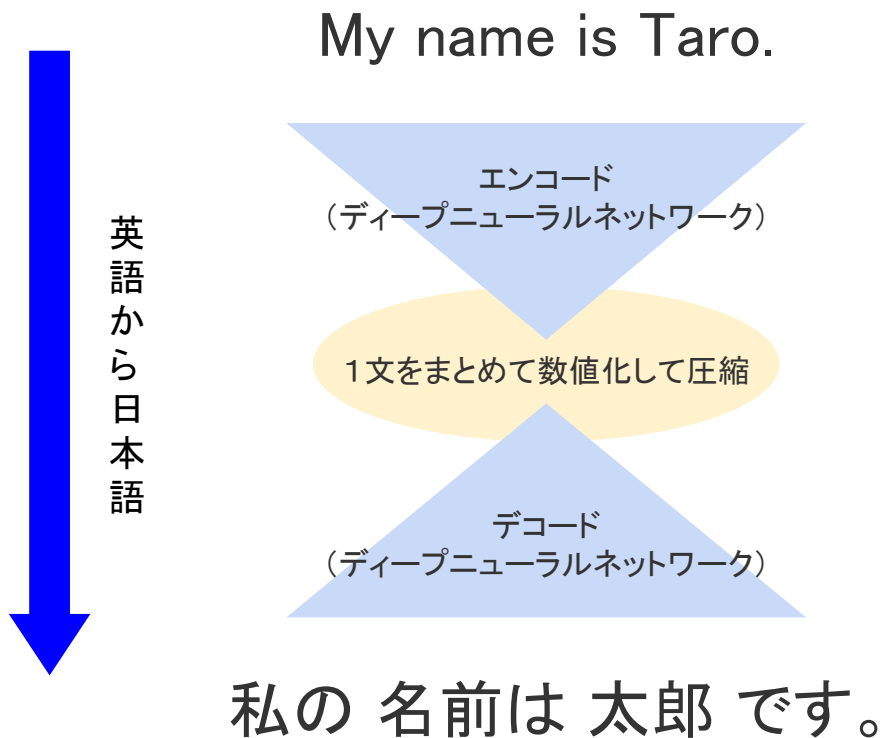 My name is Taro.
エンコード
（ディープニューラルネットワーク）
英語から日本語
１文をまとめて数値化して圧縮
デコード
（ディープニューラルネットワーク）
私の 名前は 太郎 です。